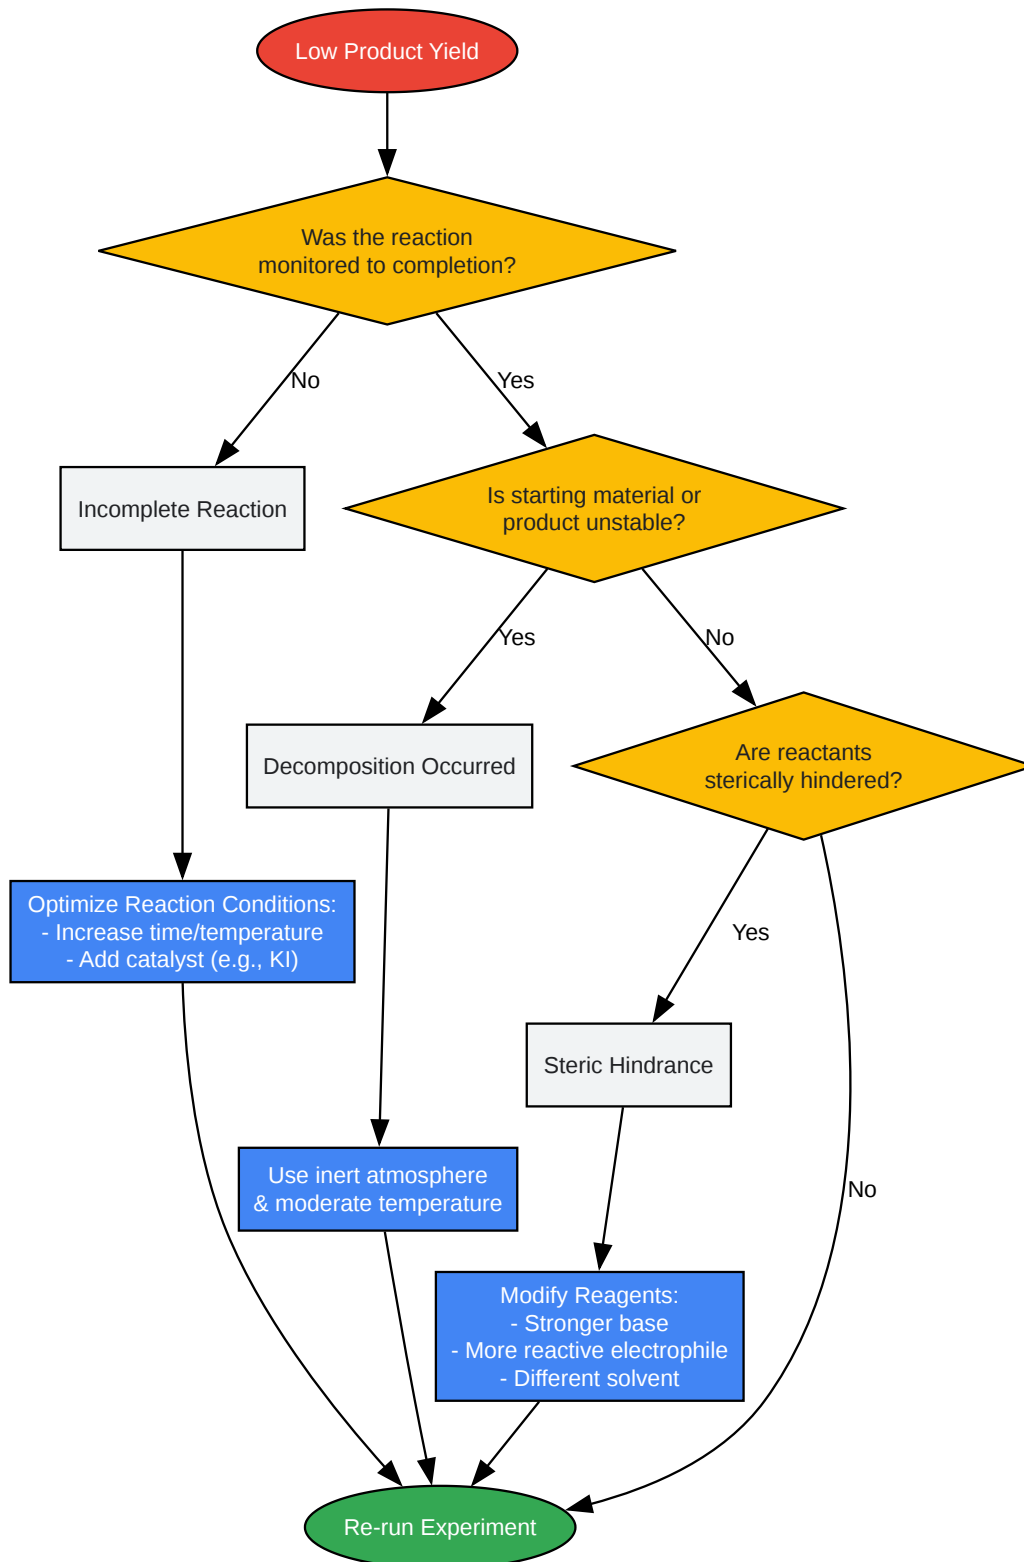 Low Product Yield
Was the reaction
monitored to completion?
No
Yes
Incomplete Reaction
Is starting material or
product unstable?
Yes
No
Decomposition Occurred
Are reactants
sterically hindered?
Optimize Reaction Conditions:
- Increase time/temperature
- Add catalyst (e.g., KI)
Yes
Steric Hindrance
Use inert atmosphere
& moderate temperature
No
Modify Reagents:
- Stronger base
- More reactive electrophile
- Different solvent
Re-run Experiment